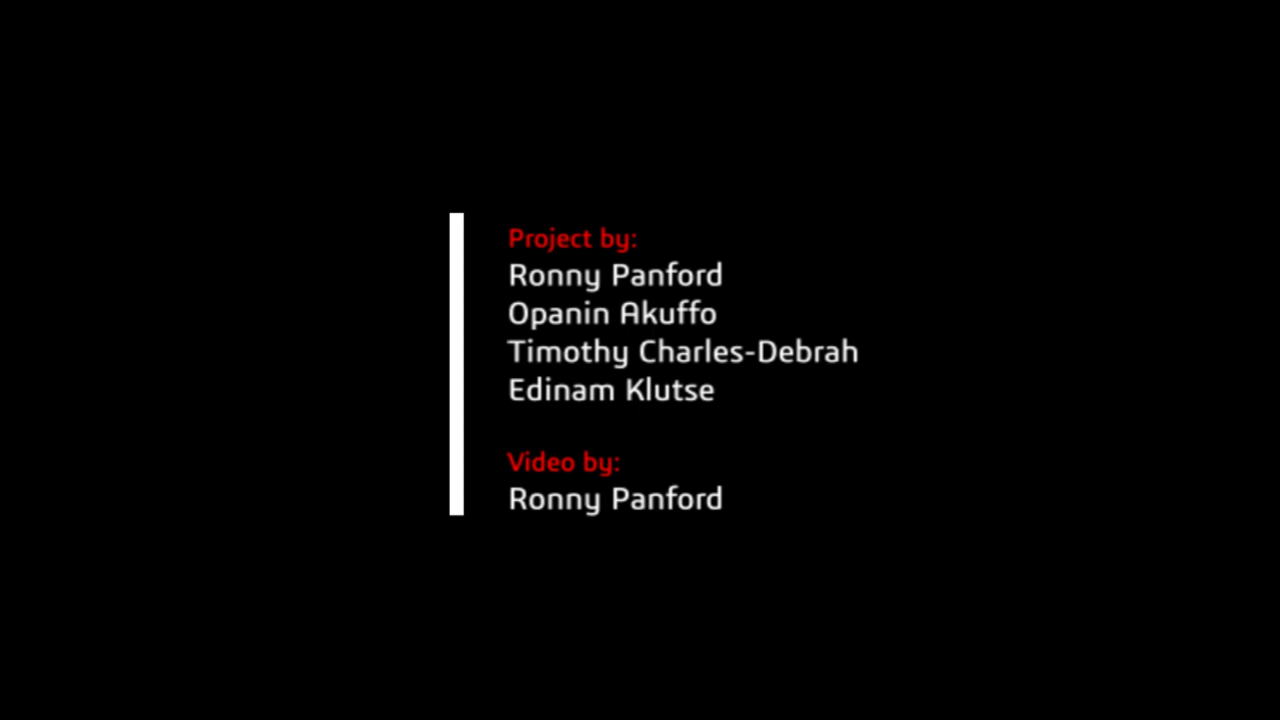 Project by:
Ronny Panford
Opanin Akuffo
Timothy Charles-Debrah
Edinam Klutse
Video by:
Ronny Panford